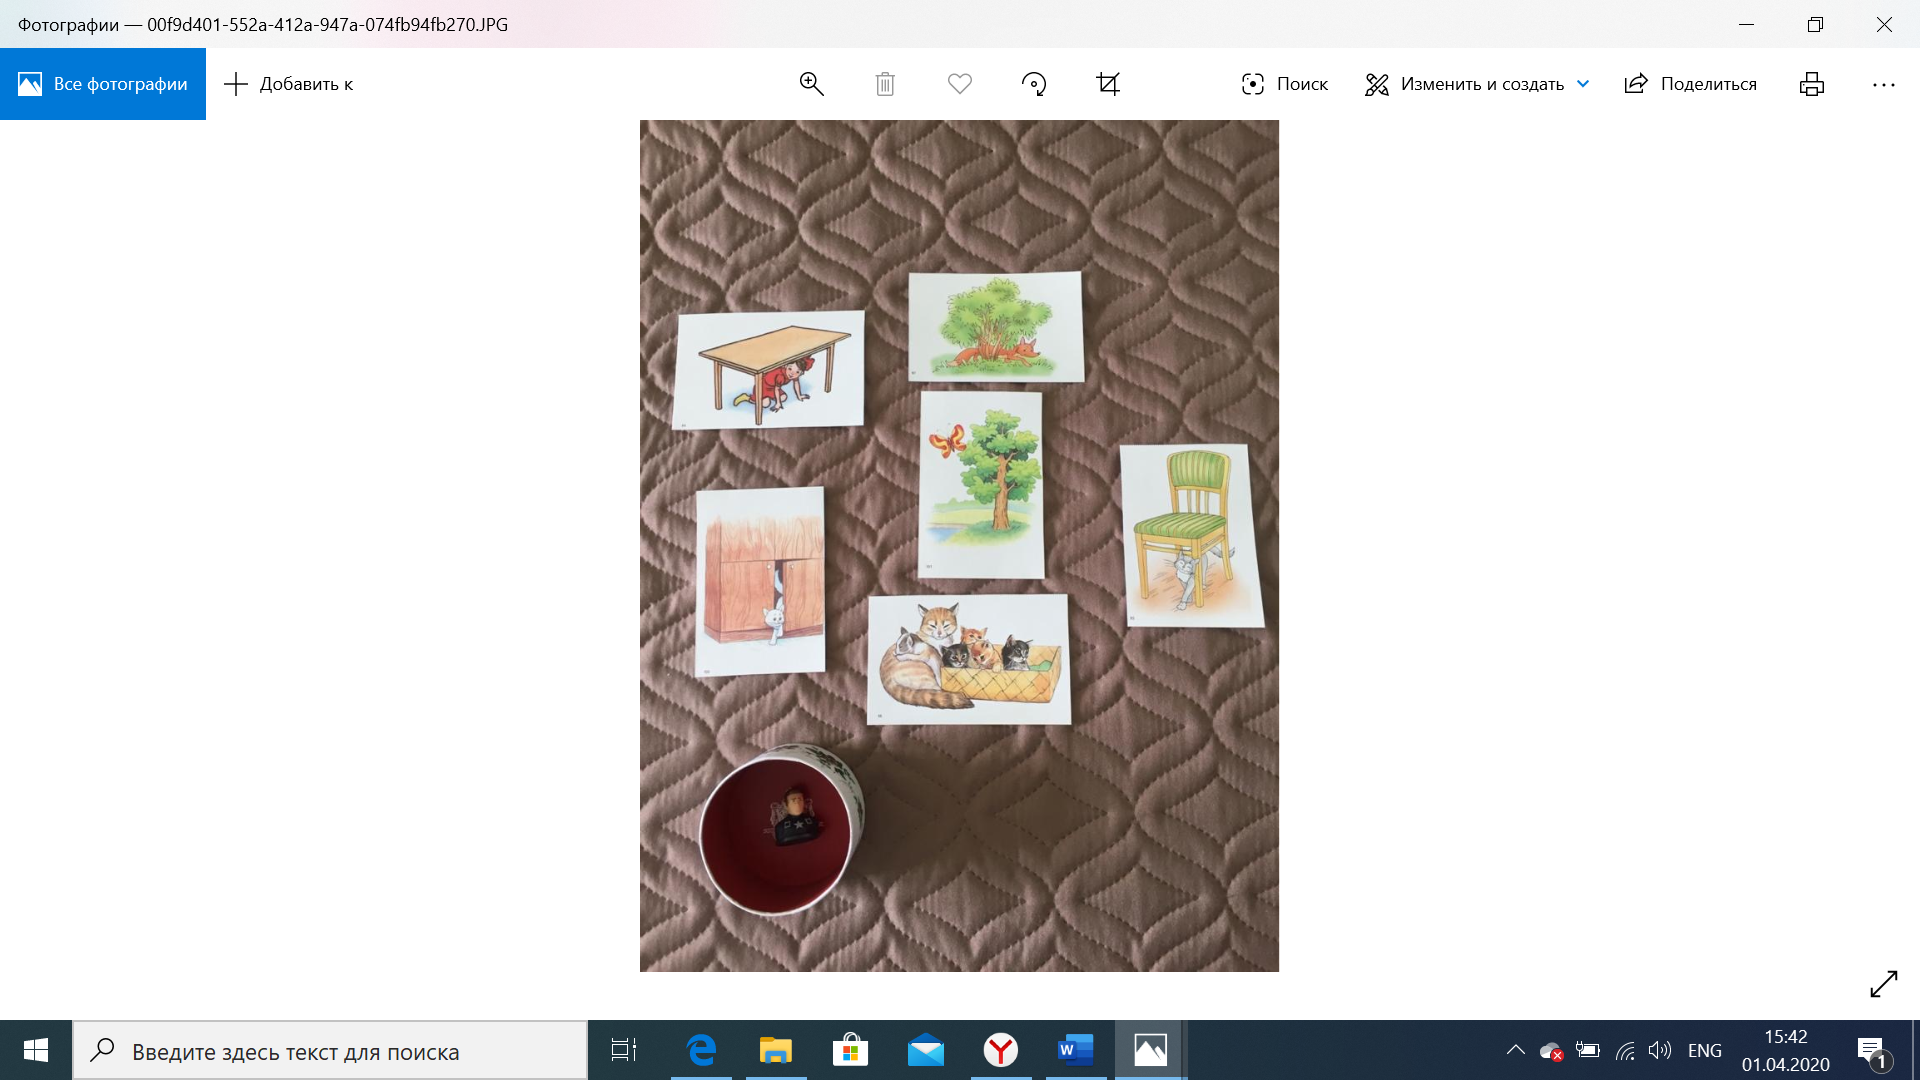 Фотографии — 00f9d401-552a-412a-947a-074fb94fb270.JPG
Все фотографии
Добавить к
Поиск
Изменить и создать
Поделиться
Введите здесь текст для поиска
ENG
15:42
01.04.2020
1